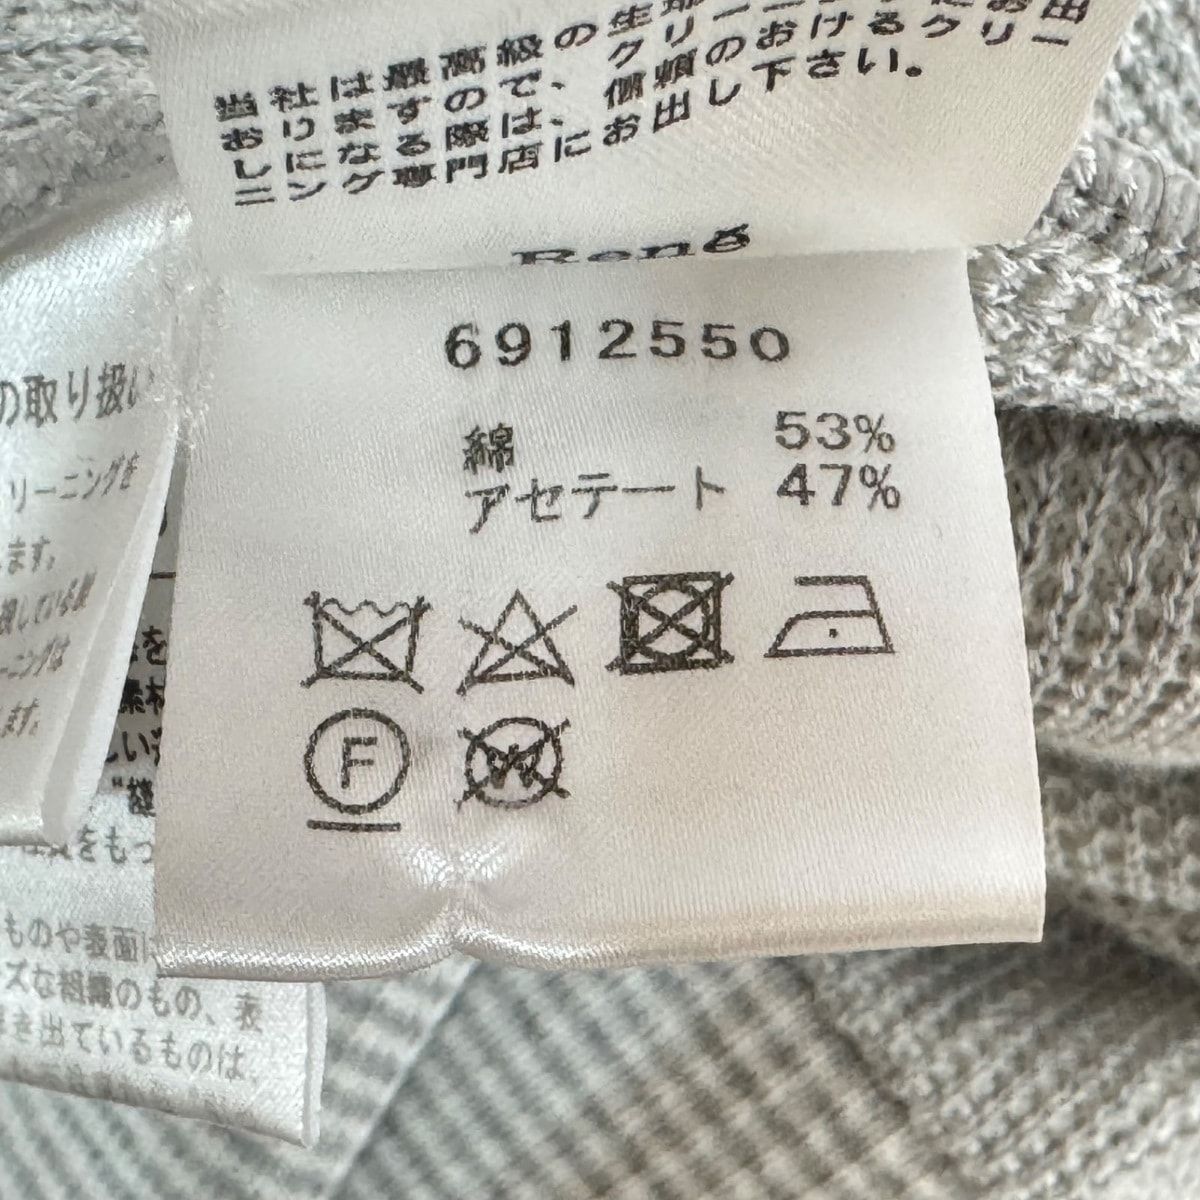 当社は最高級の生地
おりますので、クリーニングにお出
しになる際は、信頼のおけるクリー
ニング専門店にお出し下さい。
René
6912550
綿 53%
アセテート 47%
F
W
の取り扱い
リーニングを
します。
ものや表面に
ズな組織のもの、表
き出ているものは、